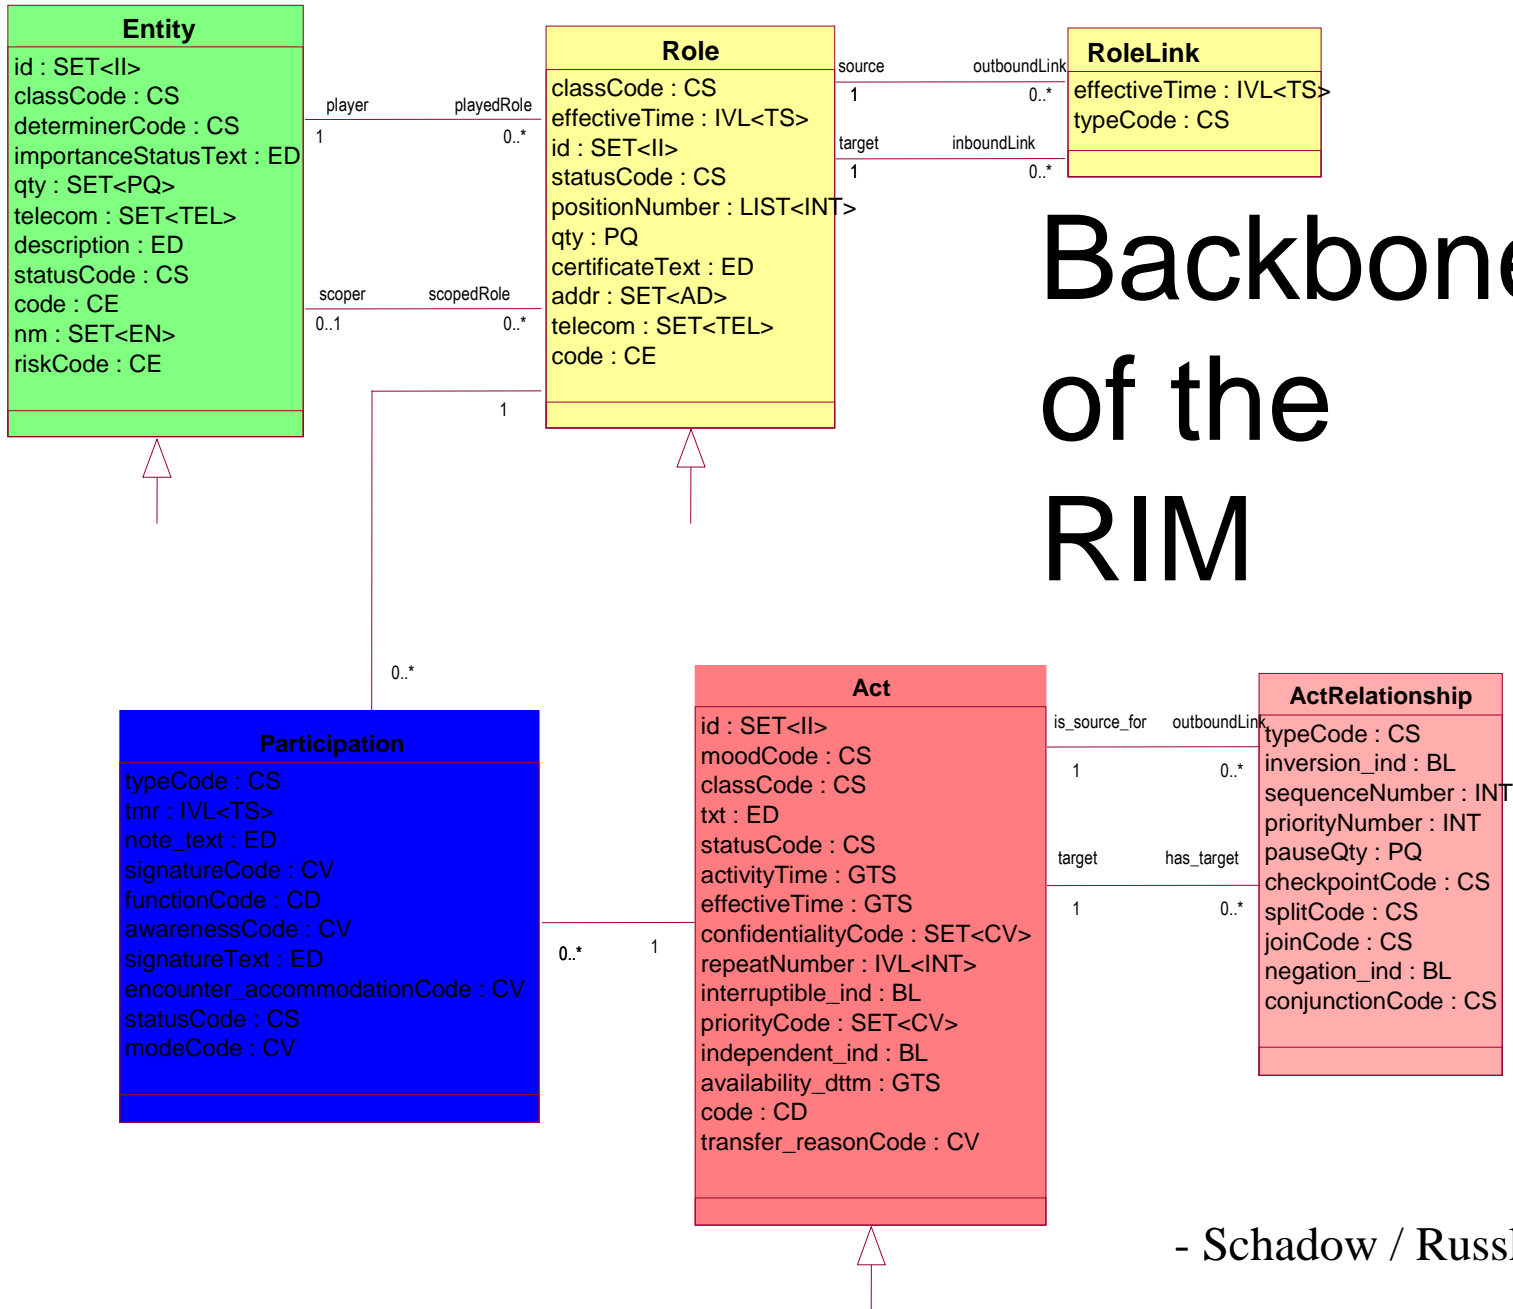 Entity
id : SET<II>
classCode : CS
determinerCode : CS
importanceStatusText : ED
qty : SET<PQ>
telecom : SET<TEL>
description : ED
statusCode : CS
code : CE
nm : SET<EN>
riskCode : CE
player
playedRole
1
0..*
scoper
scopedRole
0..1
0..*
Role
classCode : CS
effectiveTime : IVL<TS>
id : SET<II>
statusCode : CS
positionNumber : LIST<INT>
qty : PQ
certificateText : ED
addr : SET<AD>
telecom : SET<TEL>
code : CE
source
outboundLink
1
0..*
target
inboundLink
1
0..*
RoleLink
effectiveTime : IVL<TS>
typeCode : CS
Backbone
of the
RIM
1
0..*
Participation
typeCode : CS
tmr : IVL<TS>
note_text : ED
signatureCode : CV
functionCode : CD
awarenessCode : CV
signatureText : ED
encounter_accommodationCode : CV
statusCode : CS
modeCode : CV
0..*
1
Act
id : SET<II>
moodCode : CS
classCode : CS
txt : ED
statusCode : CS
activityTime : GTS
effectiveTime : GTS
confidentialityCode : SET<CV>
repeatNumber : IVL<INT>
interruptible_ind : BL
priorityCode : SET<CV>
independent_ind : BL
availability_dttm : GTS
code : CD
transfer_reasonCode : CV
is_source_for
outboundLink
1
0..*
target
has_target
1
0..*
ActRelationship
typeCode : CS
inversion_ind : BL
sequenceNumber : INT
priorityNumber : INT
pauseQty : PQ
checkpointCode : CS
splitCode : CS
joinCode : CS
negation_ind : BL
conjunctionCode : CS
- Schadow / Russ